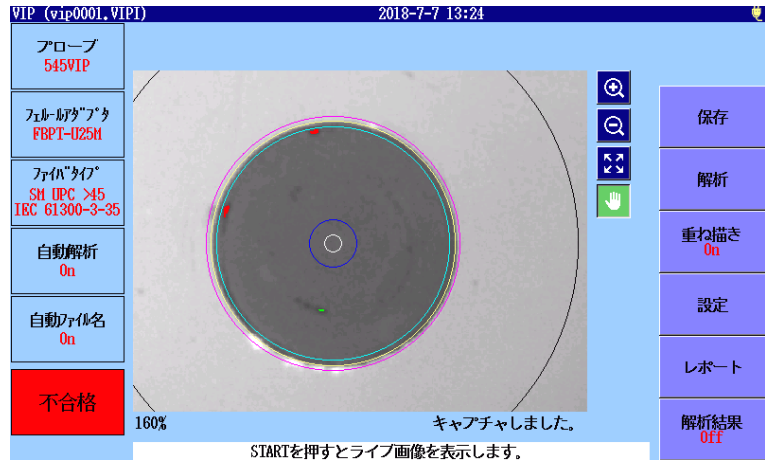 VIP (vip0001.VIPI)
2018-7-7 13:24
プローブ
545VIP
フェルールアダプタ
FBPT-U25M
ファイバタイプ
SM UPC >45
IEC 61300-3-35
自動解析
On
自動ファイル名
On
不合格
160%
キャプチャしました。
STARTを押すとライブ画像を表示します。
保存
解析
重ね描き
On
設定
レポート
解析結果
Off